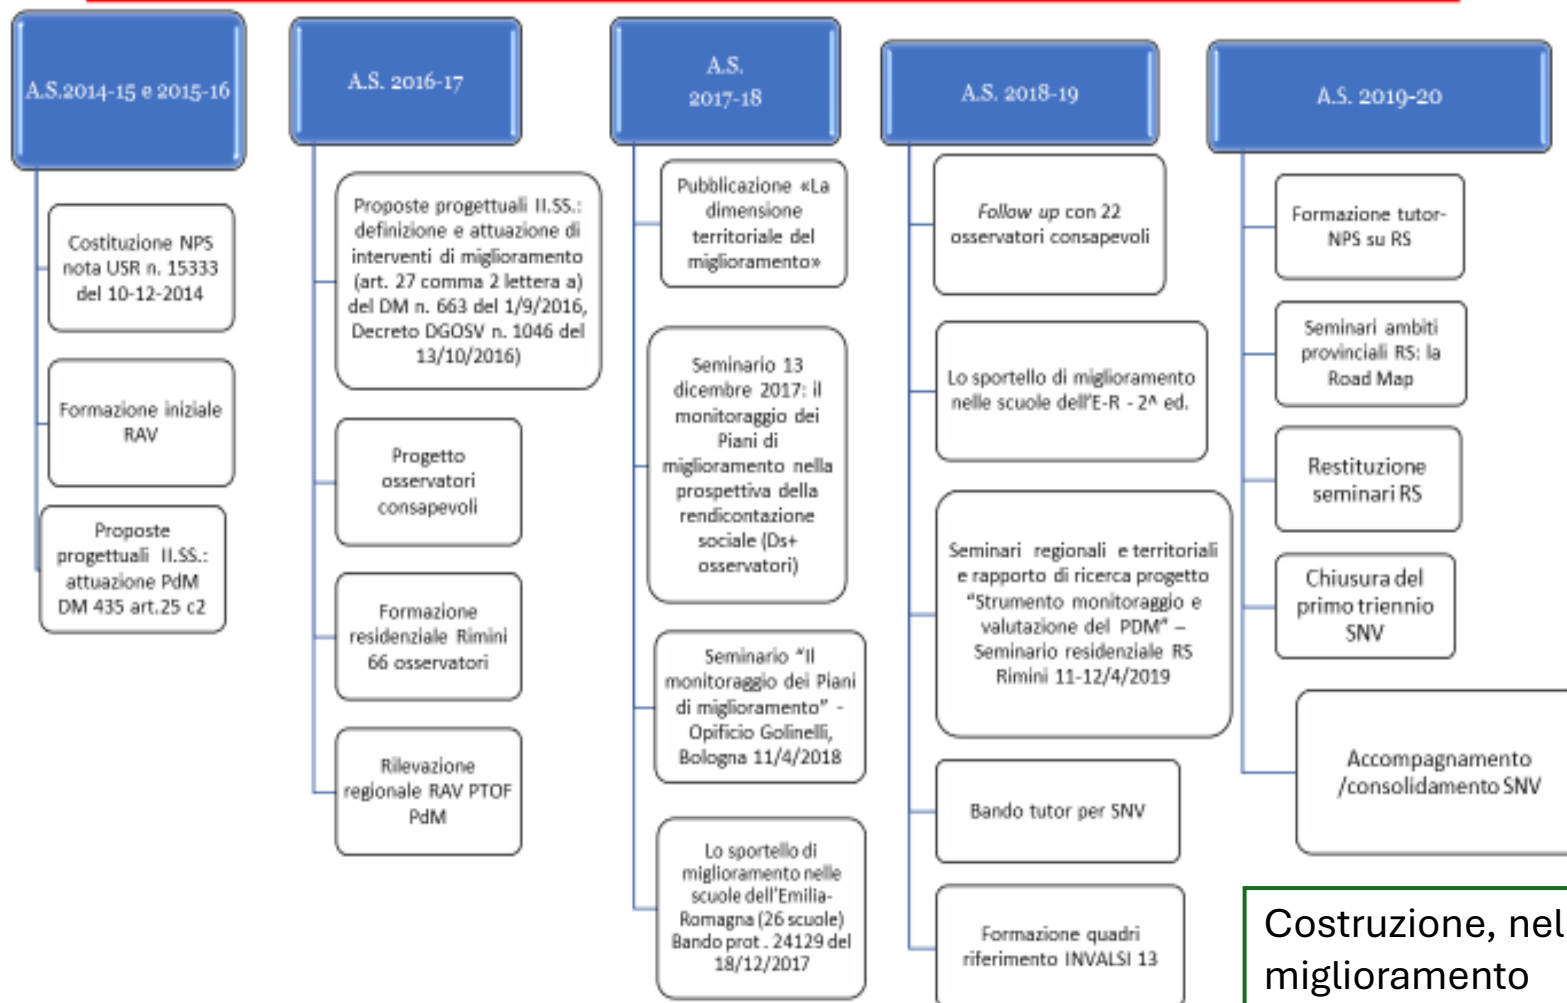 A.S.2014-15 e 2015-16
Costituzione NPS
nota USR n. 15333
del 10-12-2014
Formazione iniziale
RAV
Proposte
progettuali II.SS.:
attuazione PdM
DM 435 art.25 c2
A.S. 2016-17
Proposte progettuali II.SS.:
definizione e attuazione di
interventi di miglioramento
(art. 27 comma 2 lettera a)
del DM n. 663 del 1/9/2016,
Decreto DGOSV n. 1046 del
13/10/2016)
Progetto
osservatori
consapevoli
Formazione
residenziale Rimini
66 osservatori
Rilevazione
regionale RAV PTOF
PdM
A.S.
2017-18
Pubblicazione «La
dimensione
territoriale del
miglioramento»
Seminario 13
dicembre 2017: il
monitoraggio dei
Piani di
miglioramento nella
prospettiva della
rendicontazione
sociale (Ds+
osservatori)
Seminario "Il
monitoraggio dei Piani
di miglioramento" -
Opificio Golinelli,
Bologna 11/4/2018
Lo sportello di
miglioramento nelle
scuole dell'Emilia-
Romagna (26 scuole)
Bando prot . 24129 del
18/12/2017
A.S. 2018-19
Follow up con 22
osservatori consapevoli
Lo sportello di miglioramento
nelle scuole dell'E-R - 2^ ed.
Seminari regionali e territoriali
e rapporto di ricerca progetto
"Strumento monitoraggio e
valutazione del PDM" –
Seminario residenziale RS
Rimini 11-12/4/2019
Bando tutor per SNV
Formazione quadri
riferimento INVALSI 13
A.S. 2019-20
Formazione tutor-
NPS su RS
Seminari ambiti
provinciali RS: la
Road Map
Restituzione
seminari RS
Chiusura del
primo triennio
SNV
Accompagnamento
/consolidamento SNV
Costruzione, nel
miglioramento